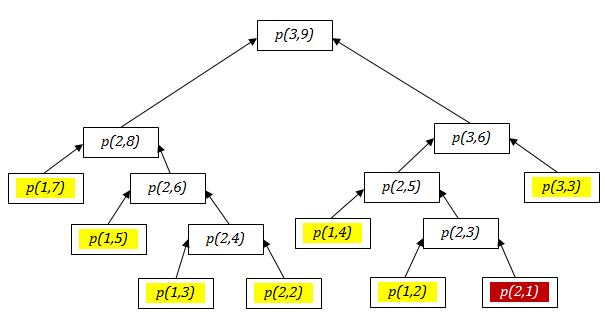 p(3,9)
p(2,8)
p(3,6)
p(1,7)
p(2,6)
p(2,5)
p(3,3)
p(1,5)
p(2,4)
p(1,4)
p(2,3)
p(1,3)
p(2,2)
p(1,2)
p(2,1)